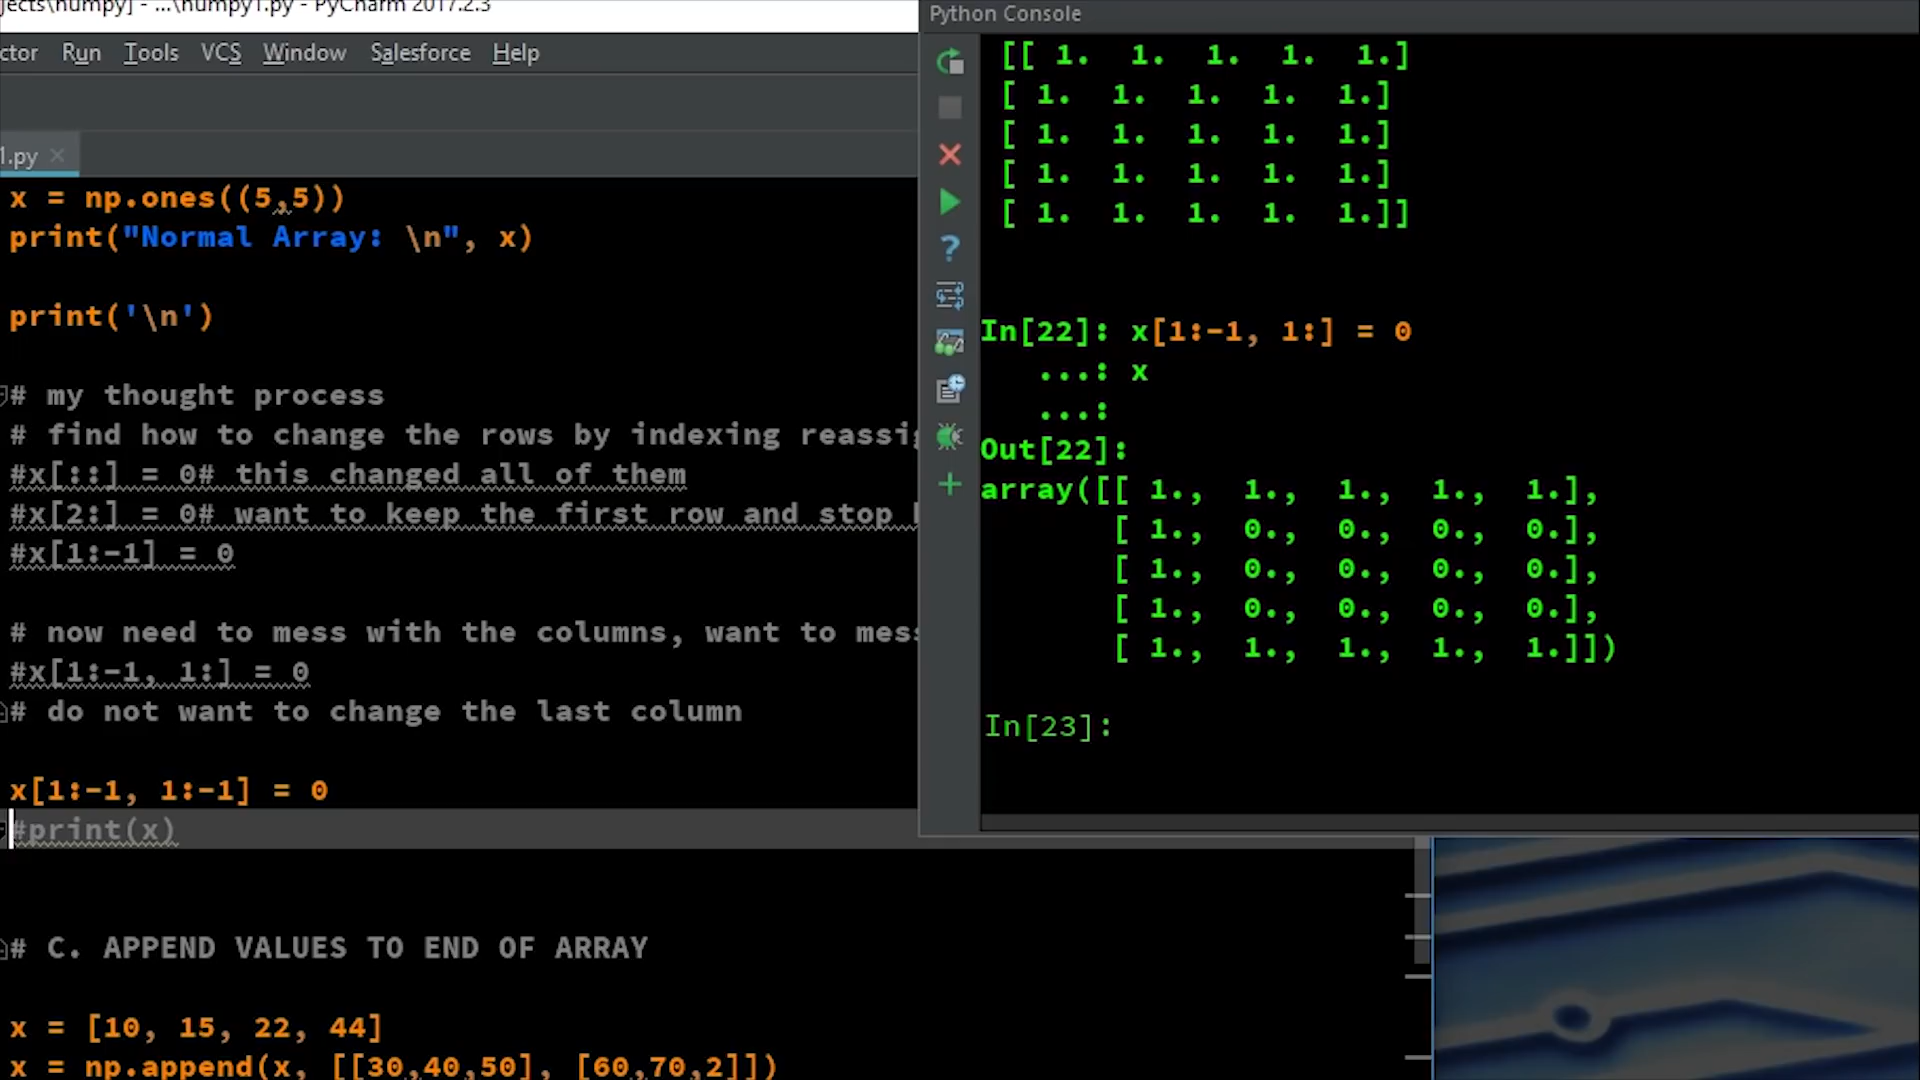 jects\numpy] - ...\numpy1.py - PyCharm 2017.2.3
ctor Run Tools VCS Window Salesforce Help
1.py
x = np.ones((5,5))
print("Normal Array: \n", x)
print('\n')
# my thought process
# find how to change the rows by indexing reassig
#x[::] = 0# this changed all of them
#x[2:] = 0# want to keep the first row and stop
#x[1:-1] = 0
# now need to mess with the columns, want to mess
#x[1:-1, 1:] = 0
# do not want to change the last column
x[1:-1, 1:-1] = 0
#print(x)
# C. APPEND VALUES TO END OF ARRAY
x = [10, 15, 22, 44]
x = np.append(x, [[30,40,50], [60,70,2]])
Python Console
[[ 1. 1. 1. 1. 1.]
[ 1. 1. 1. 1. 1.]
[ 1. 1. 1. 1. 1.]
[ 1. 1. 1. 1. 1.]
[ 1. 1. 1. 1. 1.]]
In[22]: x[1:-1, 1:] = 0
...: x
...:
Out[22]:
array([[ 1., 1., 1., 1., 1.],
[ 1., 0., 0., 0., 0.],
[ 1., 0., 0., 0., 0.],
[ 1., 0., 0., 0., 0.],
[ 1., 1., 1., 1., 1.]])
In[23]: